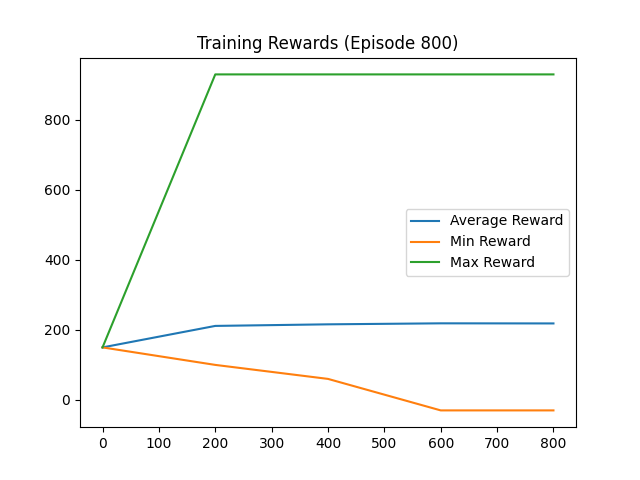 Training Rewards (Episode 800)
800
600
400
200
0
Average Reward
Min Reward
Max Reward
0 100 200 300 400 500 600 700 800